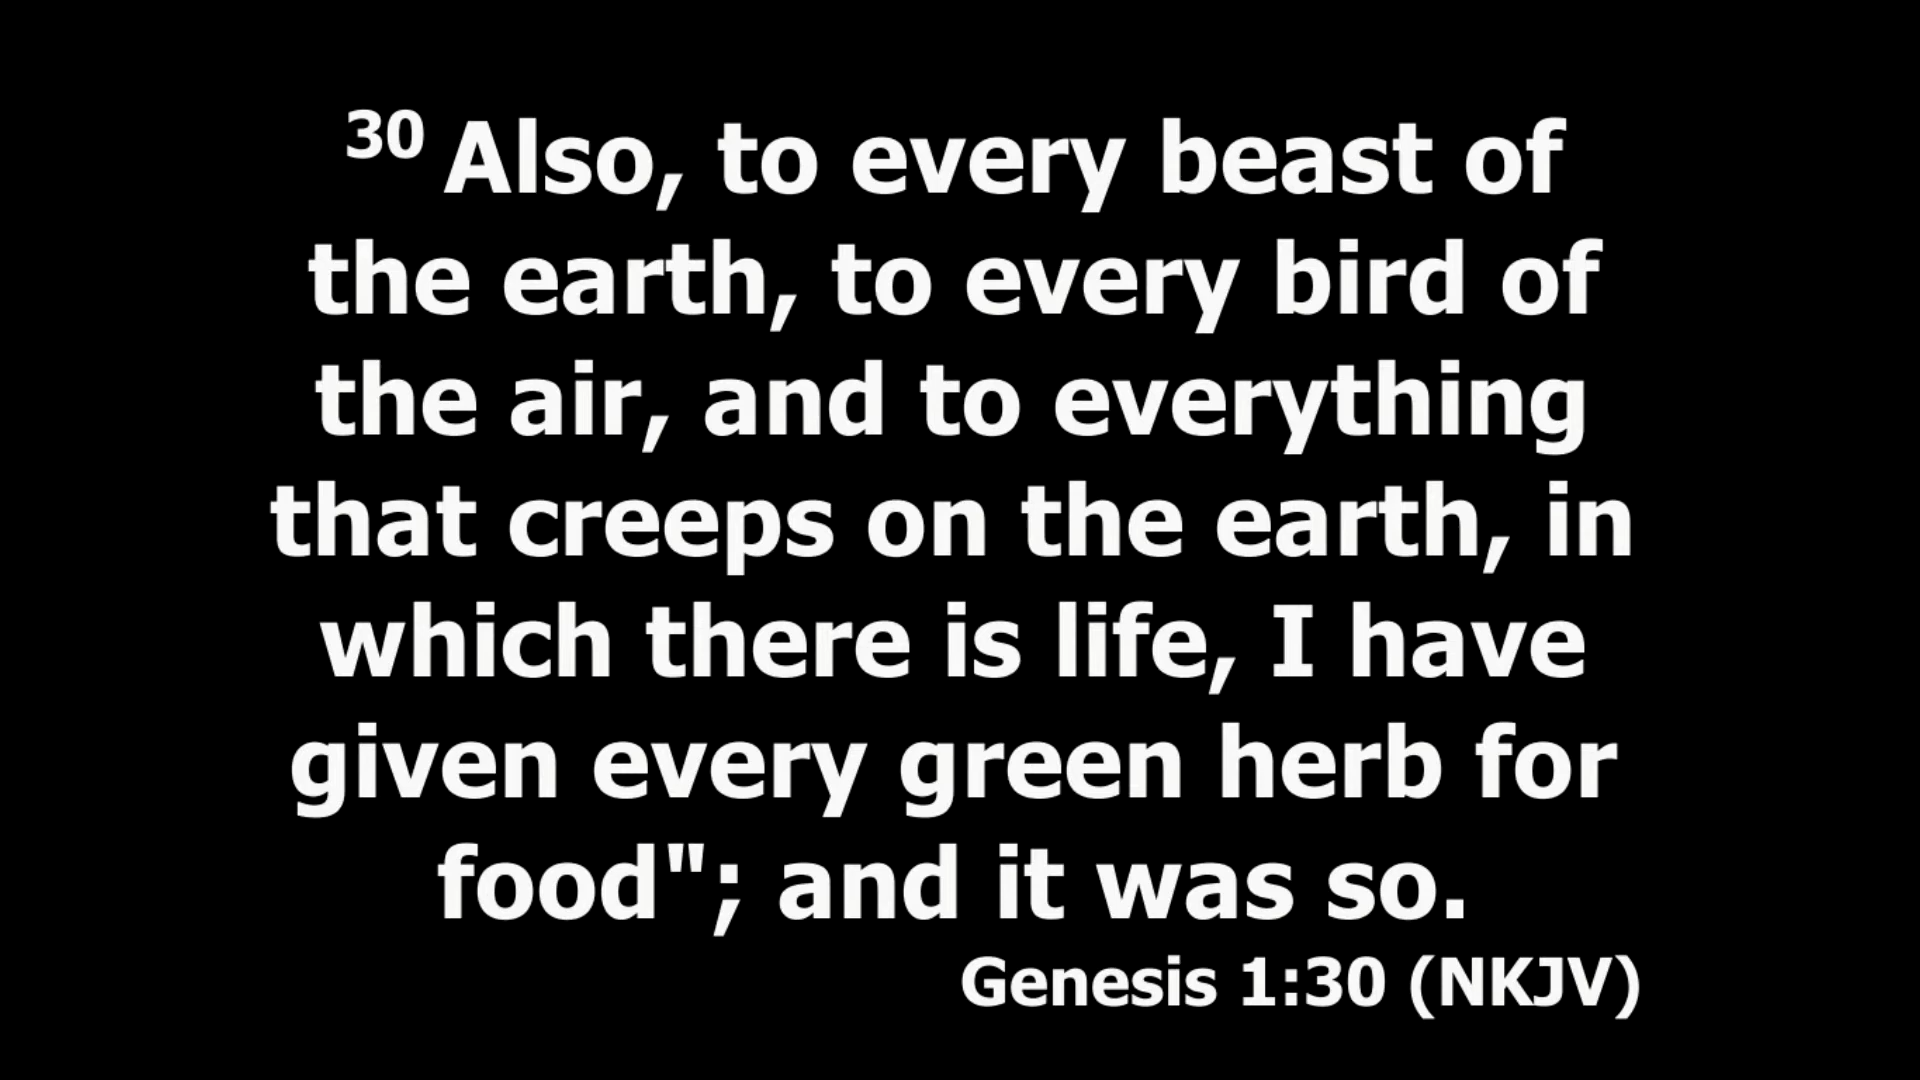 30 Also, to every beast of
the earth, to every bird of
the air, and to everything
that creeps on the earth, in
which there is life, I have
given every green herb for
food"; and it was so.
Genesis 1:30 (NKJV)